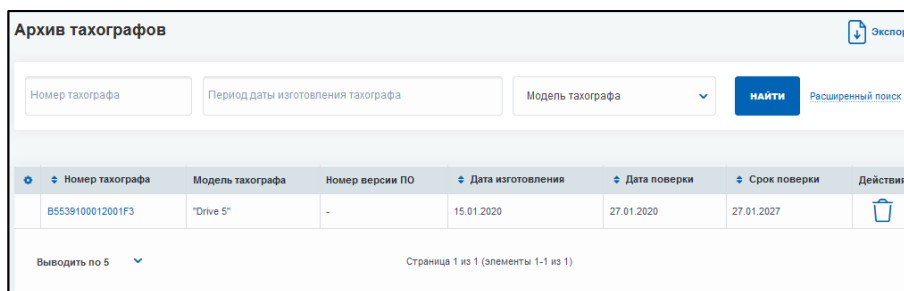 Архив тахографов
Экспор
Номер тахографа
Период даты изготовления тахографа
Модель тахографа
НАЙТИ
Расширенный поиск
Номер тахографа Модель тахографа Номер версии ПО Дата изготовления Дата поверки Срок поверки Действия
B5539100012001F3 "Drive 5" - 15.01.2020 27.01.2020 27.01.2027
Выводить по 5 Страница 1 из 1 (элементы 1-1 из 1)